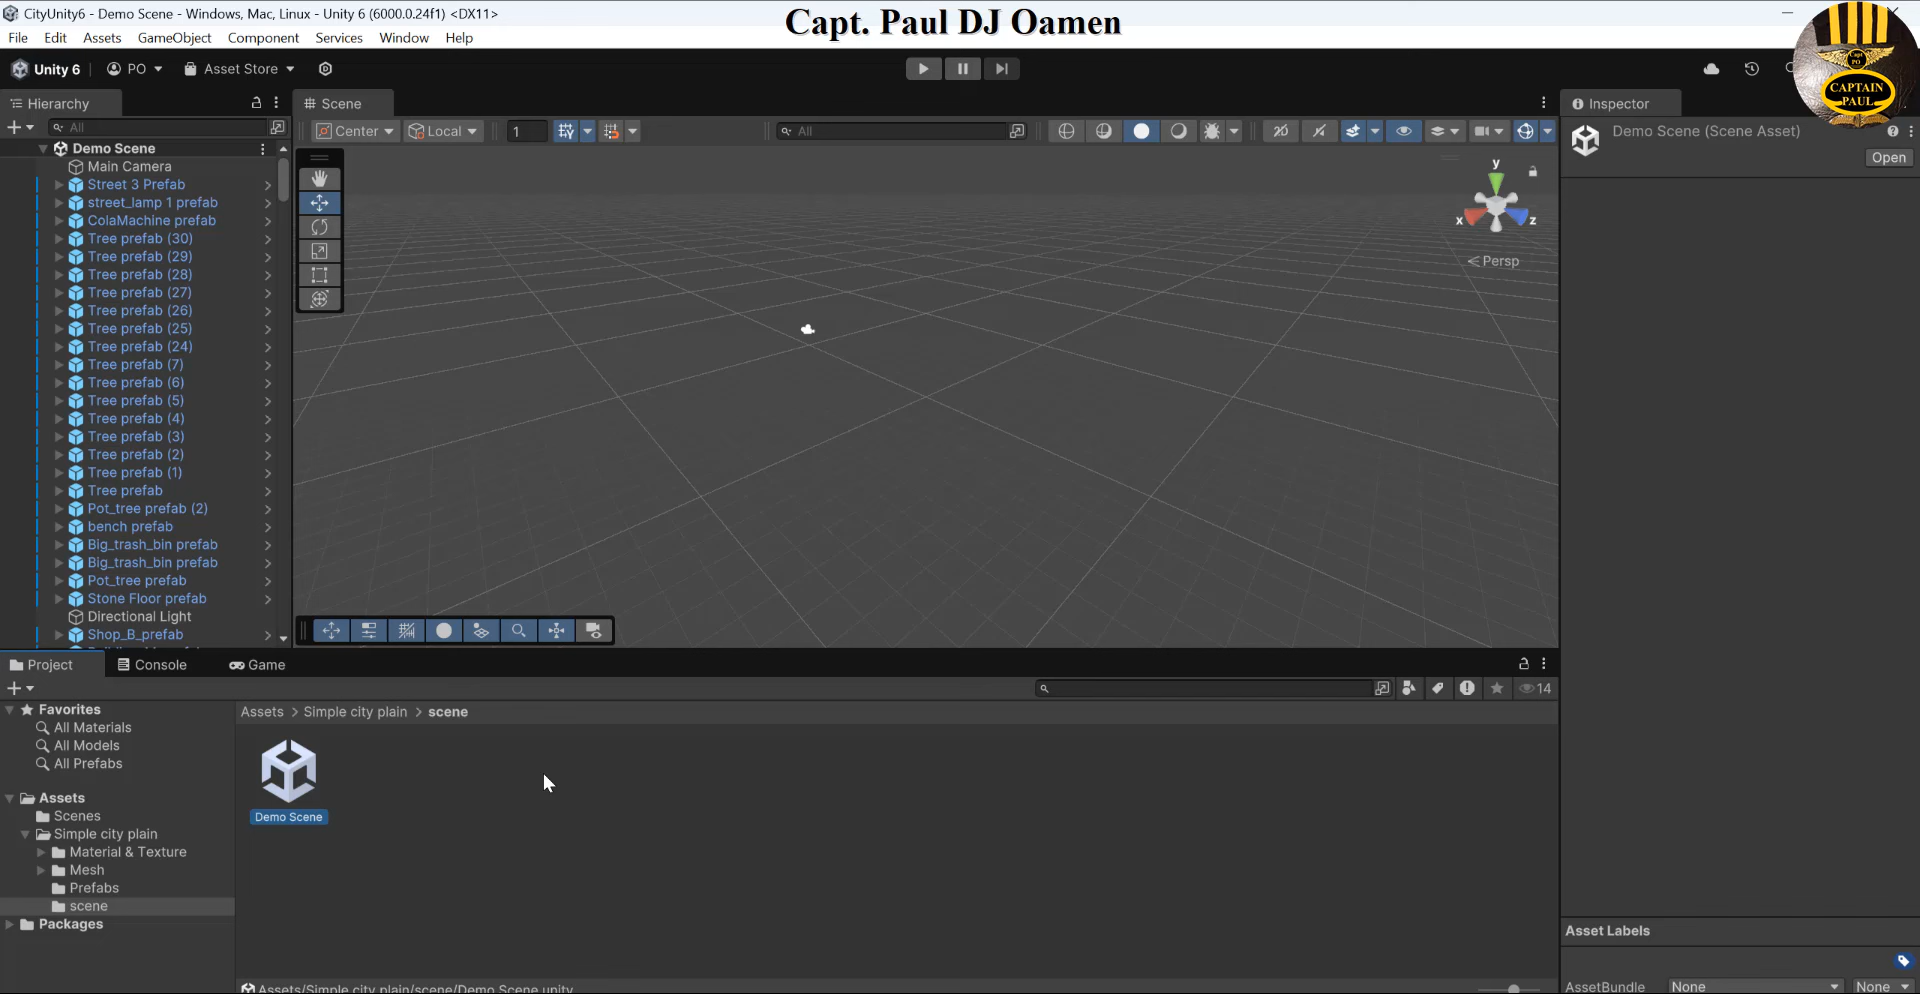 CityUnity6 - Demo Scene - Windows, Mac, Linux - Unity 6 (6000.0.24f1) <DX11>
Capt. Paul DJ Oamen
File Edit Assets GameObject Component Services Window Help
Unity 6 PO Asset Store
CAPTAIN
PAUL
Hierarchy
All
Demo Scene
Main Camera
Street 3 Prefab
street_lamp 1 prefab
ColaMachine prefab
Tree prefab (30)
Tree prefab (29)
Tree prefab (28)
Tree prefab (27)
Tree prefab (26)
Tree prefab (25)
Tree prefab (24)
Tree prefab (7)
Tree prefab (6)
Tree prefab (5)
Tree prefab (4)
Tree prefab (3)
Tree prefab (2)
Tree prefab (1)
Tree prefab
Pot_tree prefab (2)
bench prefab
Big_trash_bin prefab
Big_trash_bin prefab
Pot_tree prefab
Stone Floor prefab
Directional Light
Shop_B_prefab
Scene
Center Local 1 All 2D
y
x z
Persp
Inspector
Demo Scene (Scene Asset)
Open
Project Console Game
14
Favorites
All Materials
All Models
All Prefabs
Assets
Scenes
Simple city plain
Material & Texture
Mesh
Prefabs
scene
Packages
Assets > Simple city plain > scene
Demo Scene
Assets/Simple city plain/scene/Demo Scene.unity
Asset Labels
AssetBundle None None